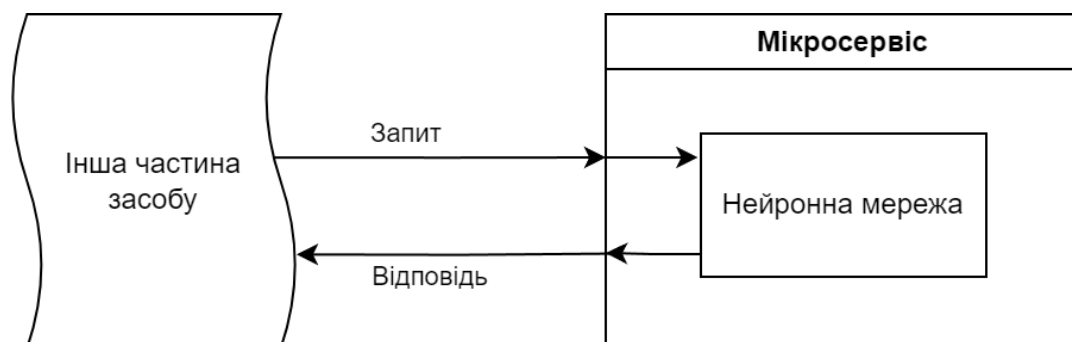 Мікросервіс
Запит
Інша частина
засобу
Нейронна мережа
Відповідь